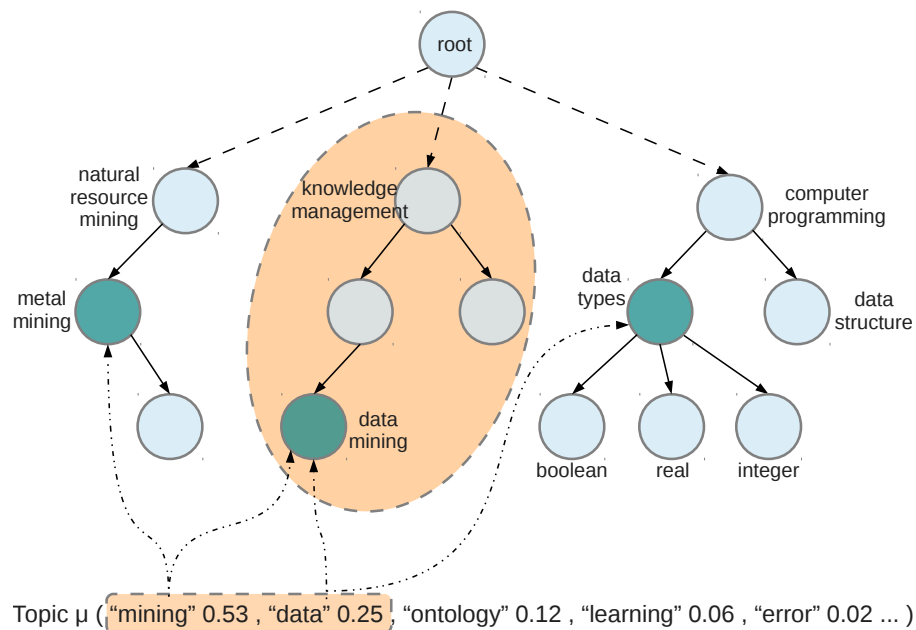 root
natural
resource
mining
knowledge
management
computer
programming
metal
mining
data
types
data
structure
data
mining
boolean
real
integer
Topic μ ( “mining” 0.53 , “data” 0.25 , “ontology” 0.12 , “learning” 0.06 , “error” 0.02 ... )